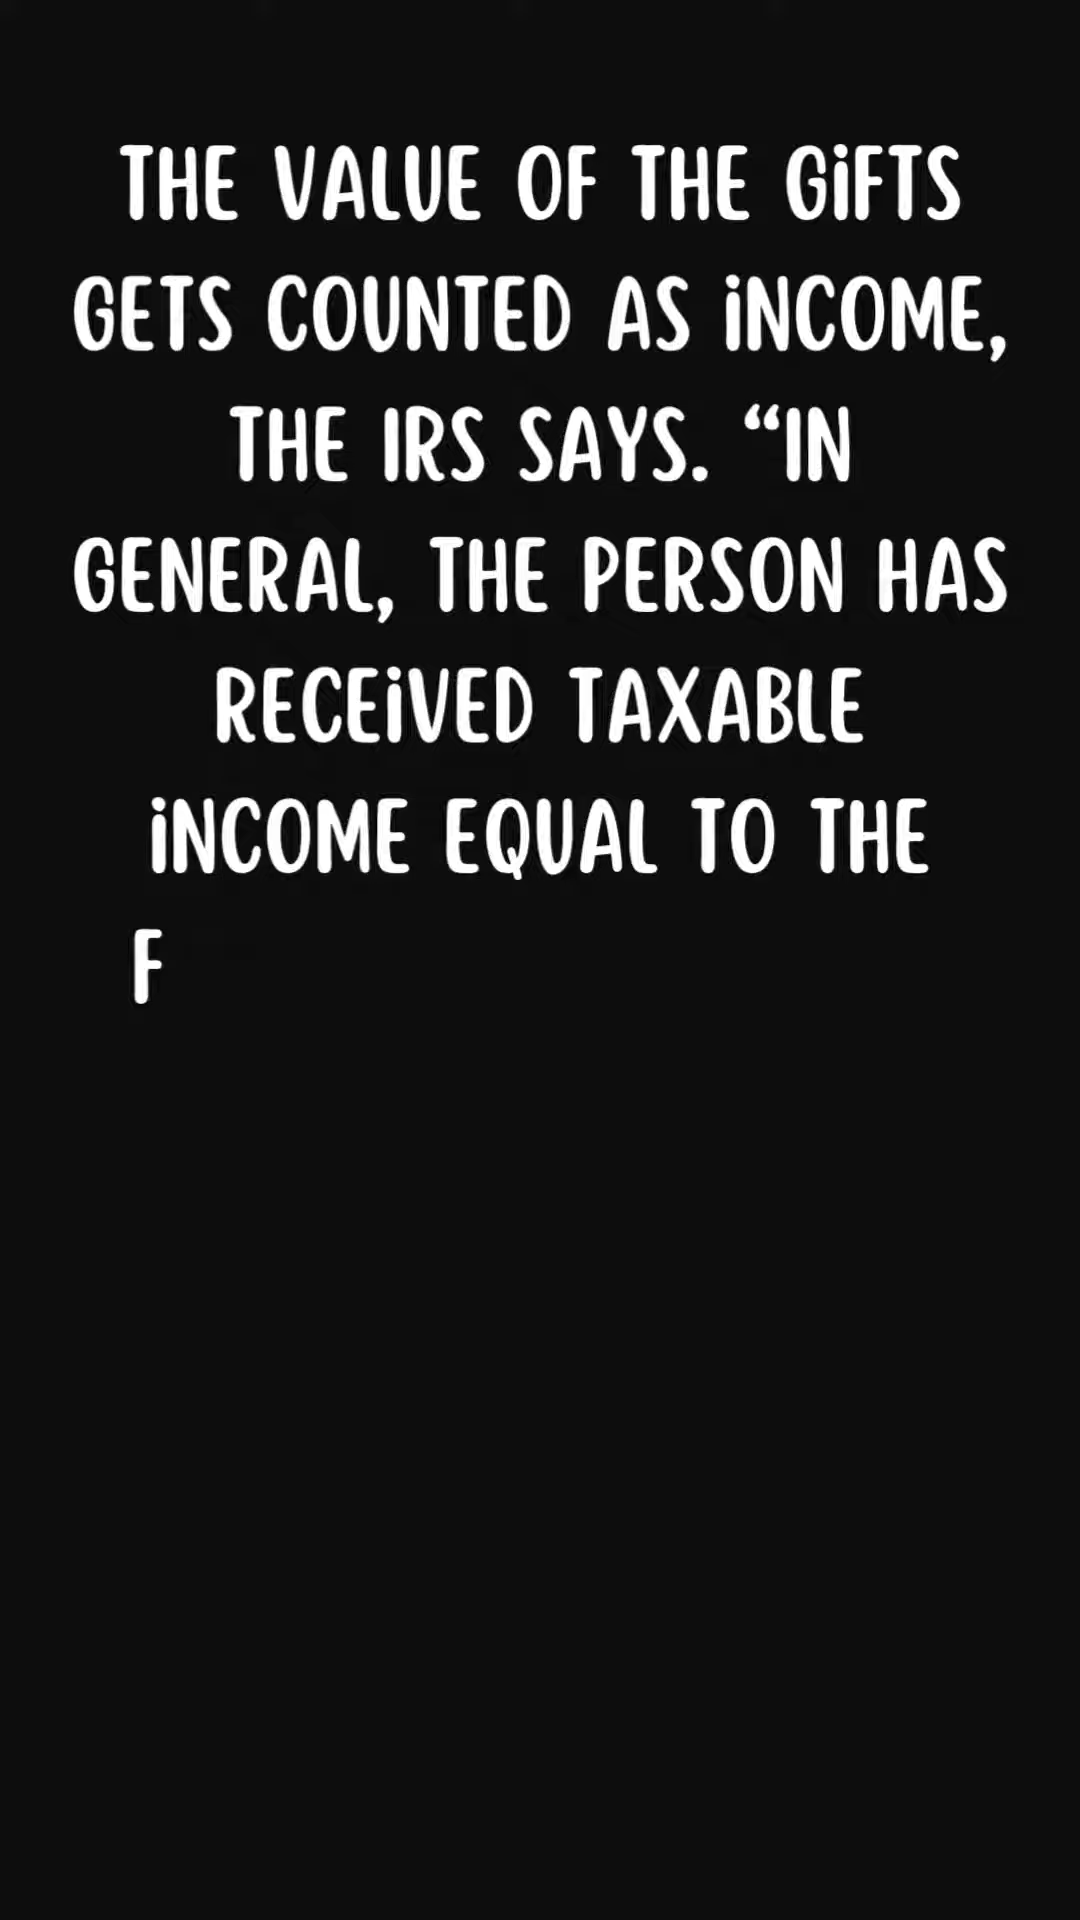 THE VALUE OF THE GiFTS
GETS COUNTED AS iNCOME,
THE IRS SAYS. “IN
GENERAL, THE PERSON HAS
RECEiVED TAXABLE
iNCOME EQUAL TO THE
F